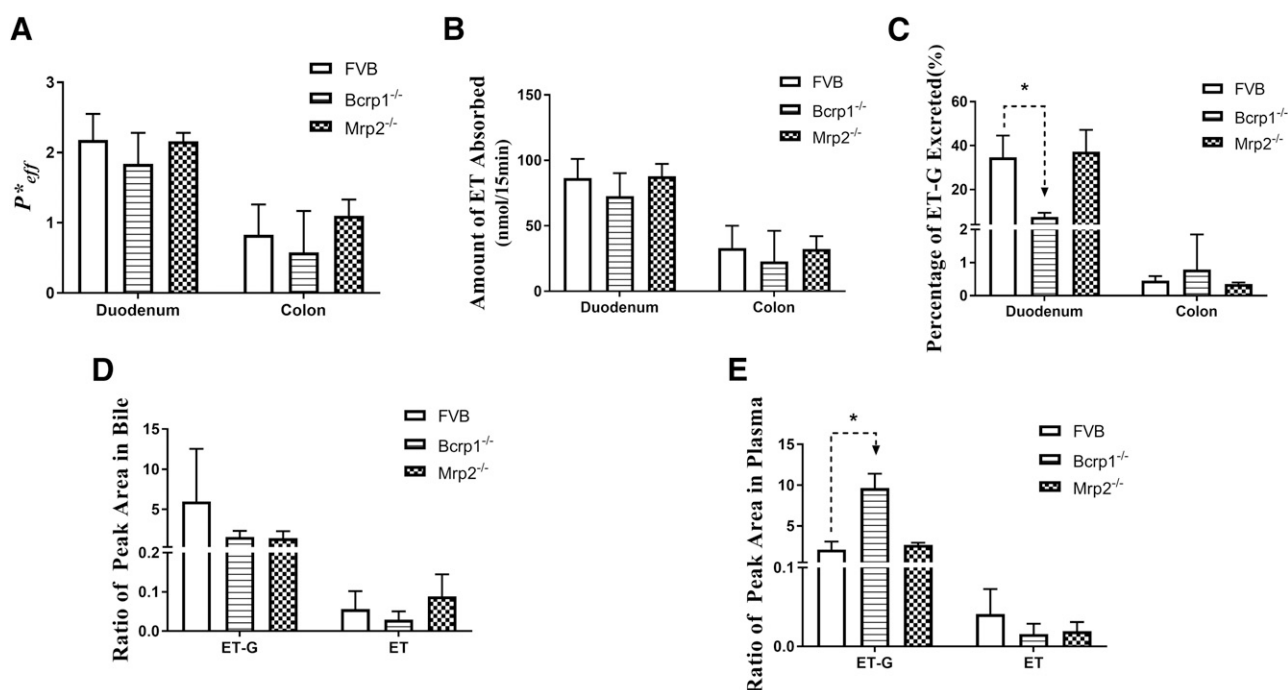 A
FVB
Bcrp1-/-
Mrp2-/-
P*eff
3
2
1
0
Duodenum
Colon
B
FVB
Bcrp1-/-
Mrp2-/-
Amount of ET Absorbed
(nmol/15min)
150
100
50
0
Duodenum
Colon
C
FVB
Bcrp1-/-
Mrp2-/-
Percentage of ET-G Excreted(%)
60
40
20
2
1
0
*
Duodenum
Colon
D
FVB
Bcrp1-/-
Mrp2-/-
Ratio of Peak Area in Bile
15
10
5
0.2
0.1
0.0
ET-G
ET
E
FVB
Bcrp1-/-
Mrp2-/-
Ratio of Peak Area in Plasma
15
10
5
0.1
0.0
*
ET-G
ET